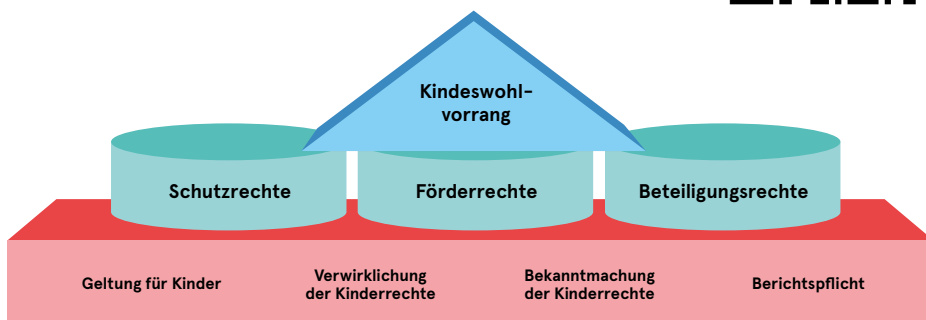 Kindeswohl-
vorrang
Schutzrechte
Förderrechte
Beteiligungsrechte
Geltung für Kinder
Verwirklichung
der Kinderrechte
Bekanntmachung
der Kinderrechte
Berichtspflicht